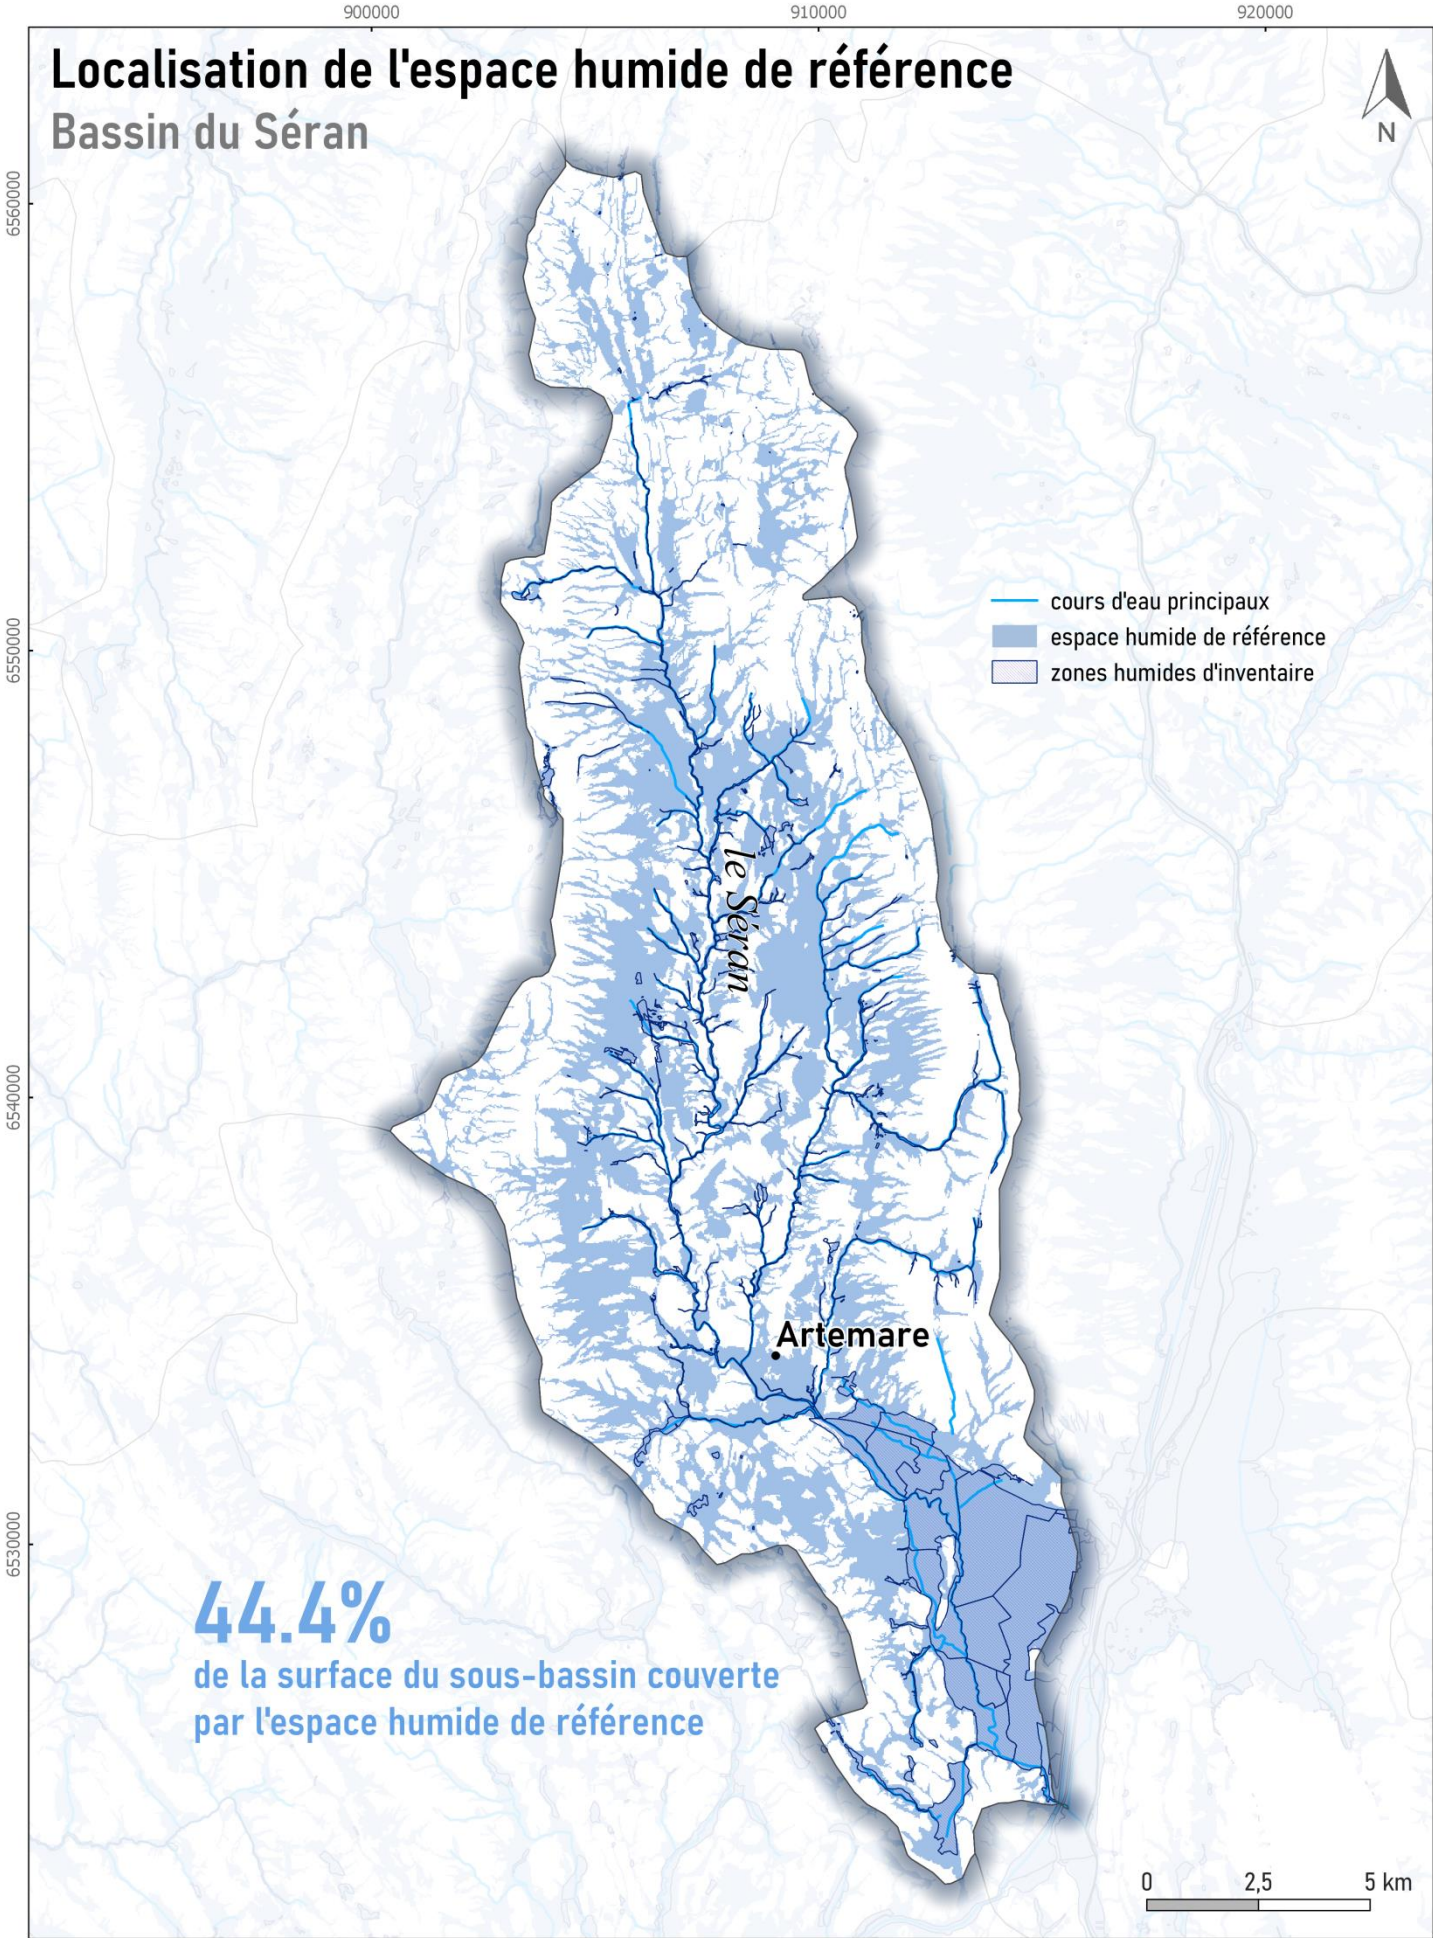 900000
910000
920000
Localisation de l'espace humide de référence
Bassin du Séran
N
6560000
6550000
6540000
6530000
cours d'eau principaux
espace humide de référence
zones humides d'inventaire
le Séran
Artemare
44.4%
de la surface du sous-bassin couverte
par l'espace humide de référence
0 2,5 5 km